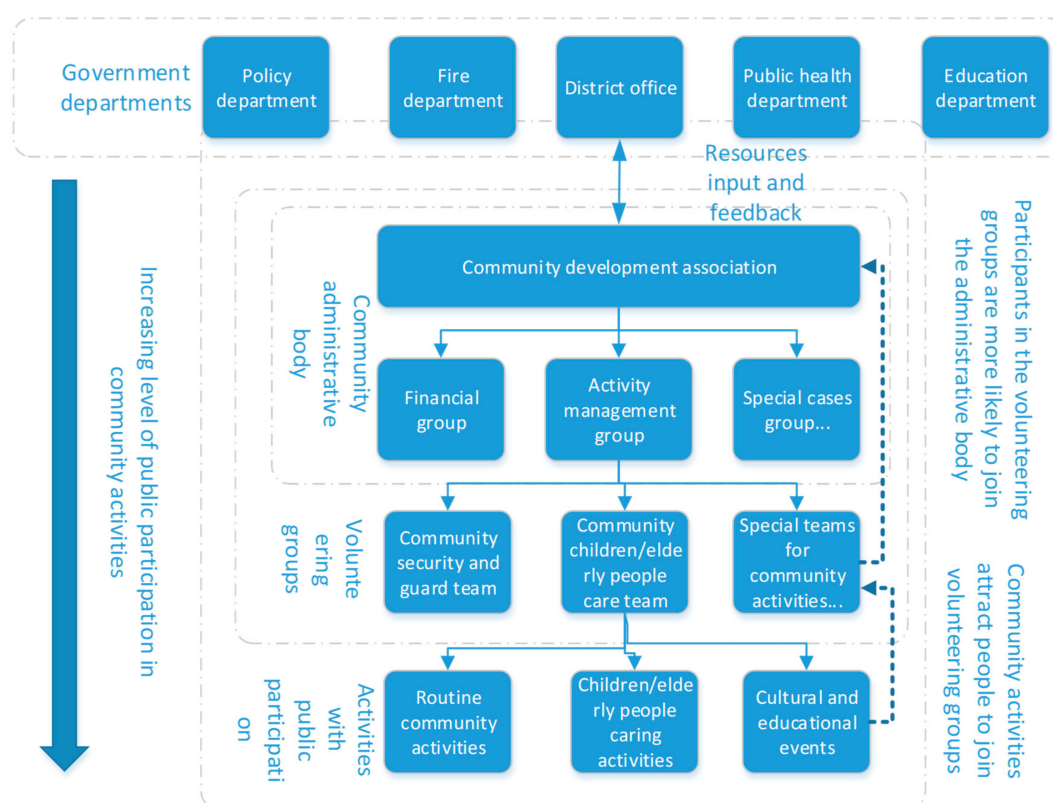 Government
departments
Policy
department
Fire
department
District office
Public health
department
Education
department
Resources
input and
feedback
Community development association
Community
administrative
body
Financial
group
Activity
management
group
Special cases
group...
Volunte
ering
groups
Community
security and
guard team
Community
children/elde
rly people
care team
Special teams
for
community
activities...
Activities
with
public
participati
on
Routine
community
activities
Children/elde
rly people
caring
activities
Cultural and
educational
events
Increasing level of public participation in
community activities
Participants in the volunteering
groups are more likely to join
the administrative body
Community activities
attract people to join
volunteering groups